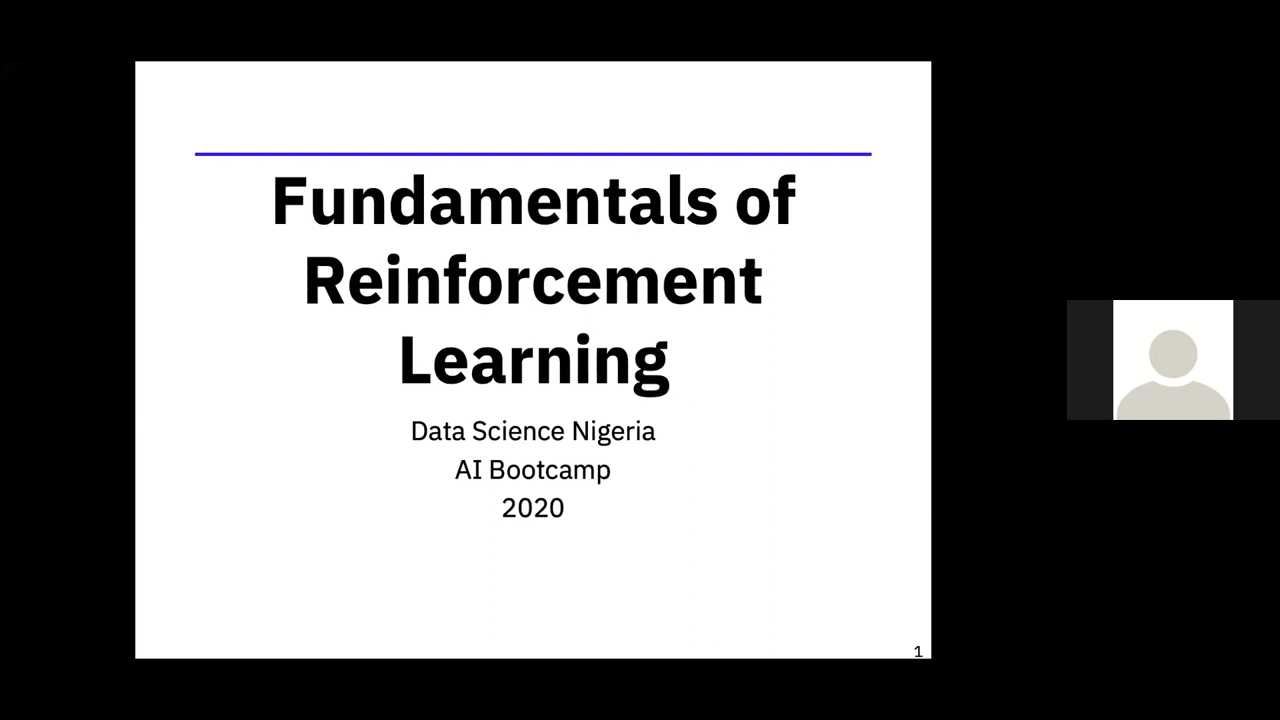 Fundamentals of
Reinforcement
Learning
Data Science Nigeria
AI Bootcamp
2020
1